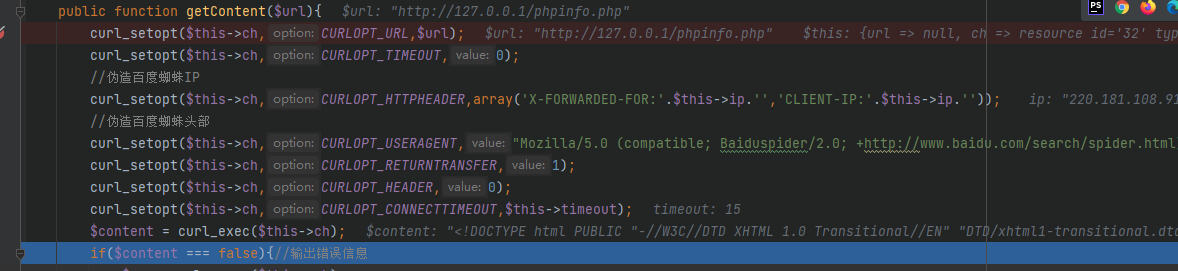 public function getContent($url){ $url: "http://127.0.0.1/phpinfo.php"
curl_setopt($this->ch, option: CURLOPT_URL,$url); $url: "http://127.0.0.1/phpinfo.php" $this: {url => null, ch => resource id='32' typ
curl_setopt($this->ch, option: CURLOPT_TIMEOUT, value: 0);
//伪造百度蜘蛛IP
curl_setopt($this->ch, option: CURLOPT_HTTPHEADER,array('X-FORWARDED-FOR:'.$this->ip.'','CLIENT-IP:'.$this->ip.'')); ip: "220.181.108.91
//伪造百度蜘蛛头部
curl_setopt($this->ch, option: CURLOPT_USERAGENT, value: "Mozilla/5.0 (compatible; Baiduspider/2.0; +http://www.baidu.com/search/spider.html
curl_setopt($this->ch, option: CURLOPT_RETURNTRANSFER, value: 1);
curl_setopt($this->ch, option: CURLOPT_HEADER, value: 0);
curl_setopt($this->ch, option: CURLOPT_CONNECTTIMEOUT,$this->timeout); timeout: 15
$content = curl_exec($this->ch); $content: "<!DOCTYPE html PUBLIC "-//W3C//DTD XHTML 1.0 Transitional//EN" "DTD/xhtml1-transitional.dtd
if($content === false){//输出错误信息
PS